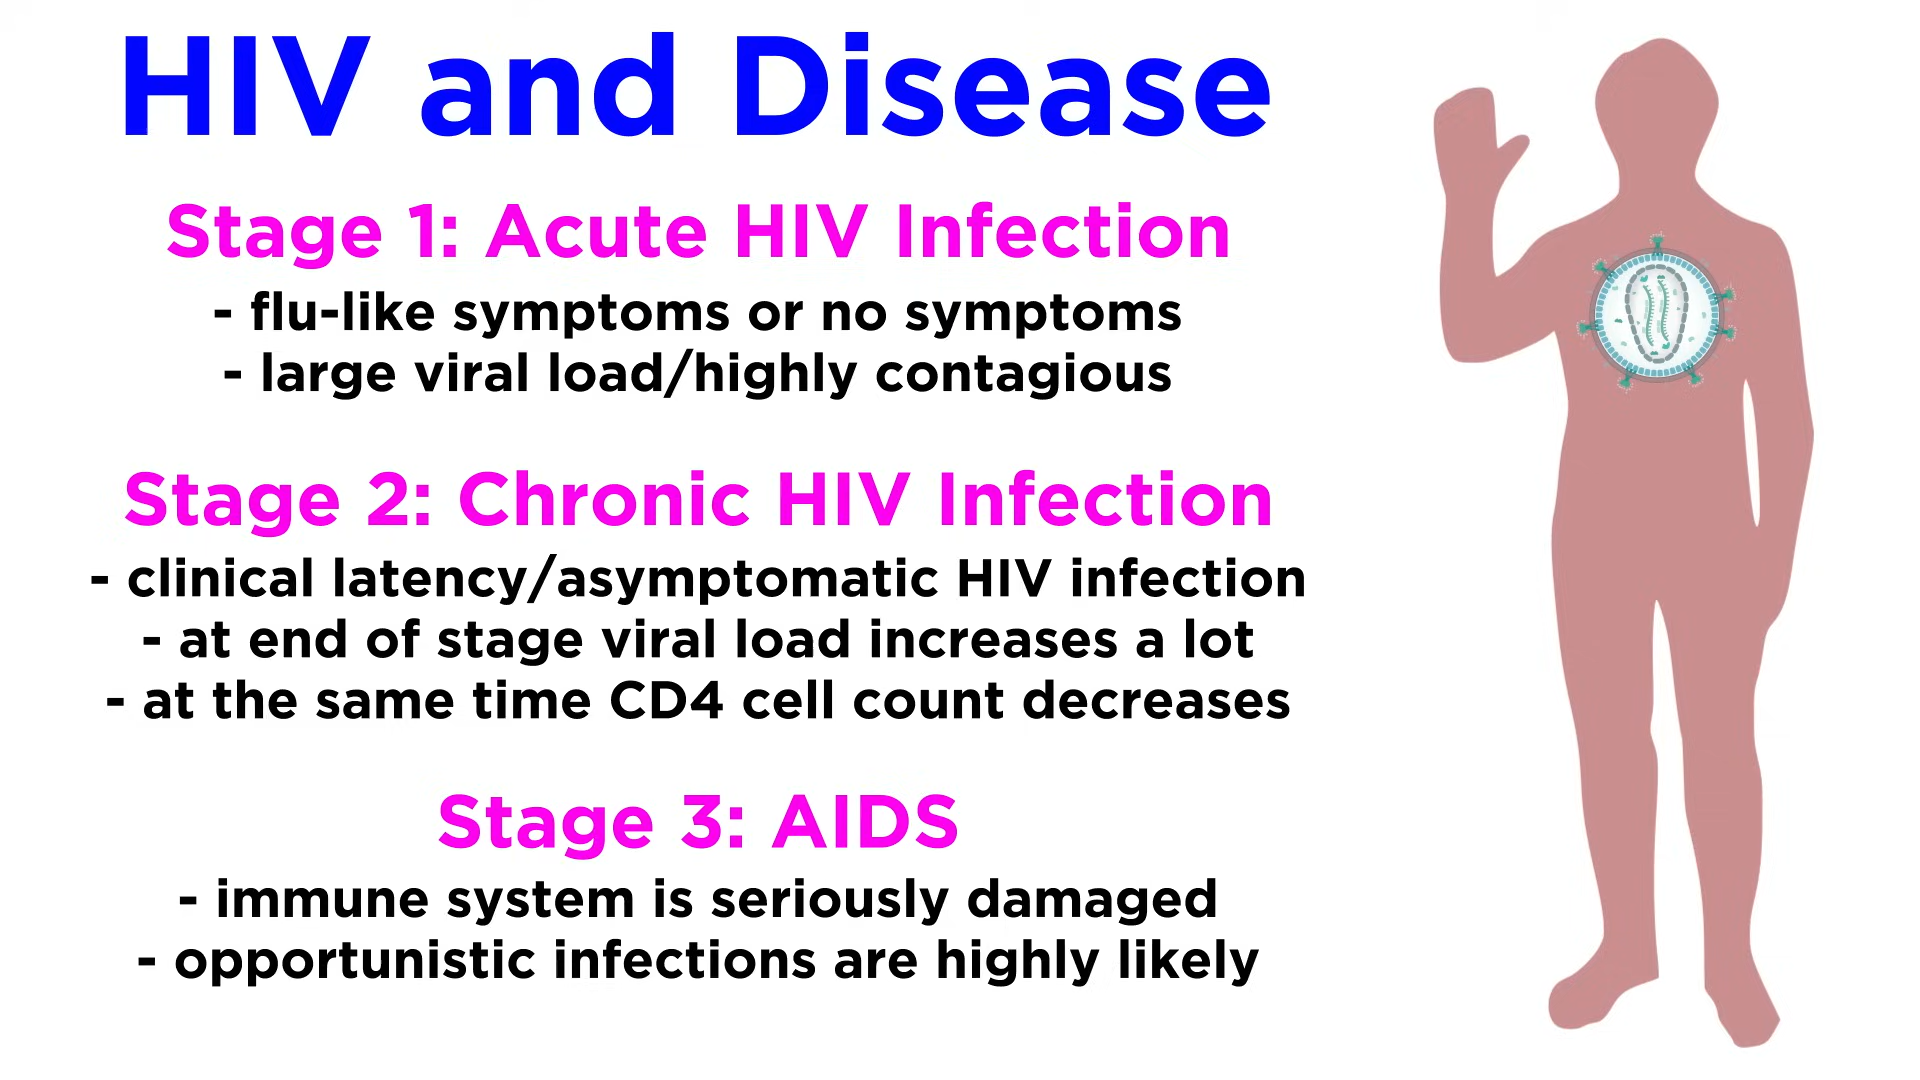 HIV and Disease
Stage 1: Acute HIV Infection
- flu-like symptoms or no symptoms
- large viral load/highly contagious
Stage 2: Chronic HIV Infection
- clinical latency/asymptomatic HIV infection
- at end of stage viral load increases a lot
- at the same time CD4 cell count decreases
Stage 3: AIDS
- immune system is seriously damaged
- opportunistic infections are highly likely